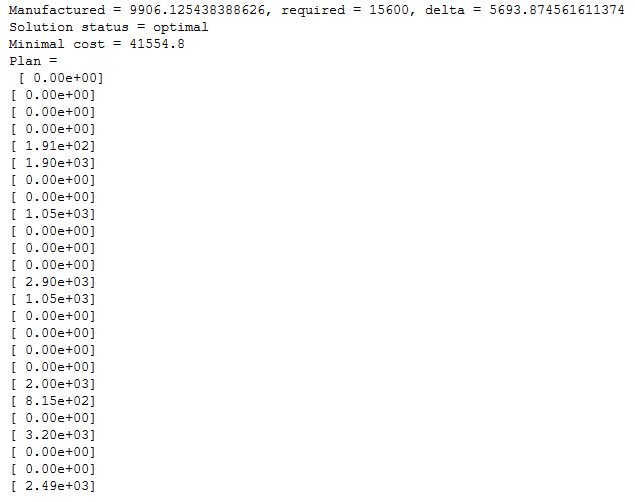 Manufactured = 9906.125438388626, required = 15600, delta = 5693.874561611374
Solution status = optimal
Minimal cost = 41554.8
Plan =
[ 0.00e+00]
[ 0.00e+00]
[ 0.00e+00]
[ 0.00e+00]
[ 1.91e+02]
[ 1.90e+03]
[ 0.00e+00]
[ 0.00e+00]
[ 1.05e+03]
[ 0.00e+00]
[ 0.00e+00]
[ 0.00e+00]
[ 2.90e+03]
[ 1.05e+03]
[ 0.00e+00]
[ 0.00e+00]
[ 0.00e+00]
[ 0.00e+00]
[ 2.00e+03]
[ 8.15e+02]
[ 0.00e+00]
[ 3.20e+03]
[ 0.00e+00]
[ 0.00e+00]
[ 2.49e+03]